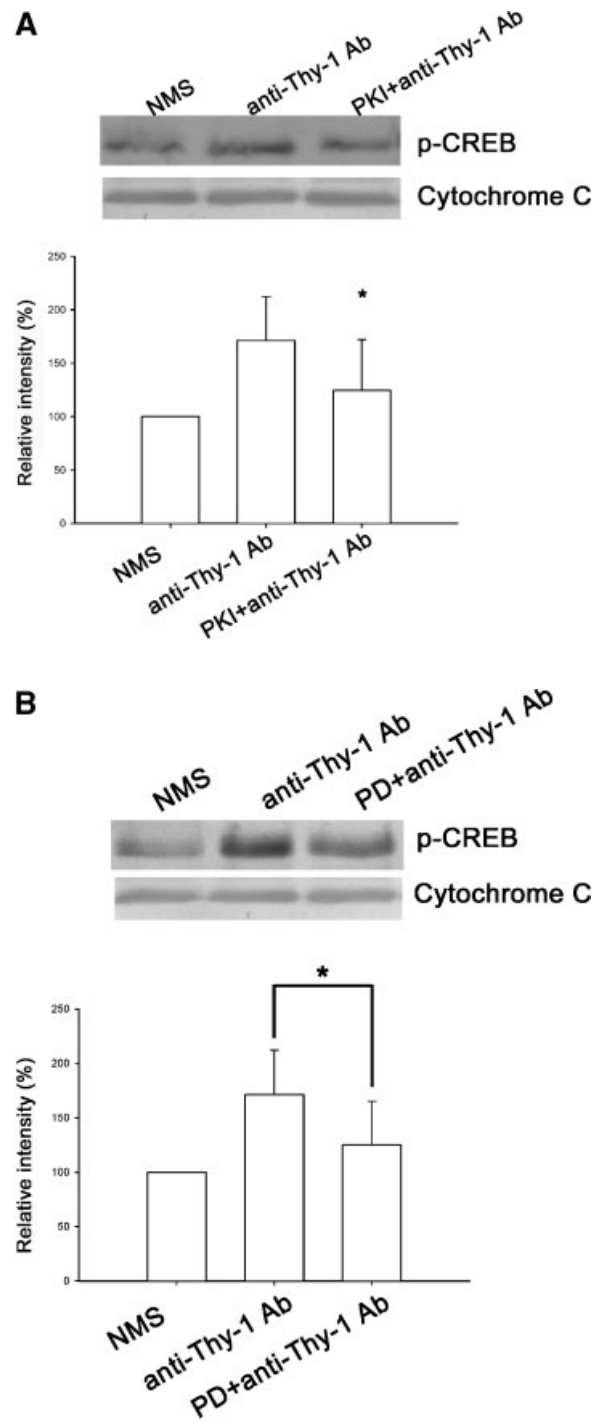 A
NMS anti-Thy-1 Ab PKI+anti-Thy-1 Ab
p-CREB
Cytochrome C
Relative intensity (%)
250
*
200
150
100
50
0
NMS anti-Thy-1 Ab PKI+anti-Thy-1 Ab
B
NMS anti-Thy-1 Ab PD+anti-Thy-1 Ab
p-CREB
Cytochrome C
Relative intensity (%)
*
250
200
150
100
50
0
NMS anti-Thy-1 Ab PD+anti-Thy-1 Ab